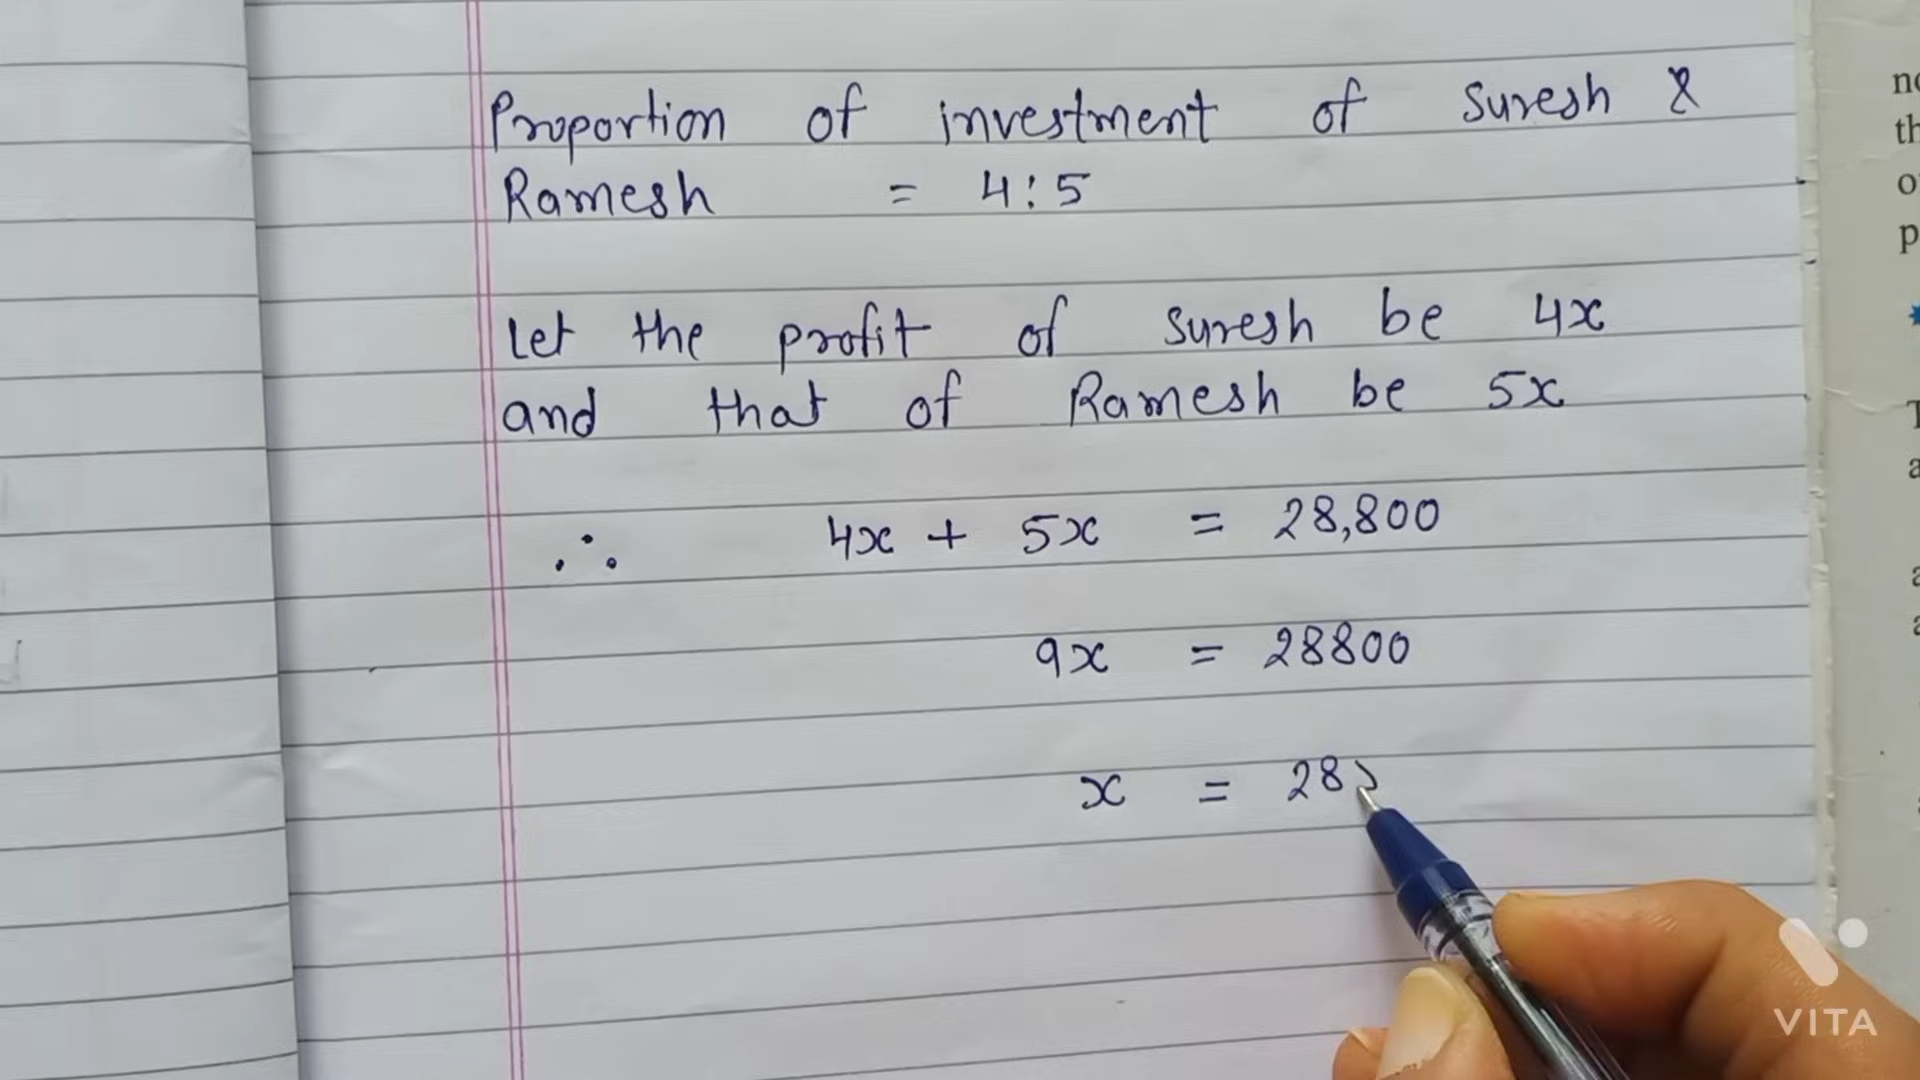 Proportion of investment of Suresh &
Ramesh = 4:5
Let the profit of Suresh be 4x
and that of Ramesh be 5x
∴ 4x + 5x = 28,800
9x = 28800
x = 28
VITA